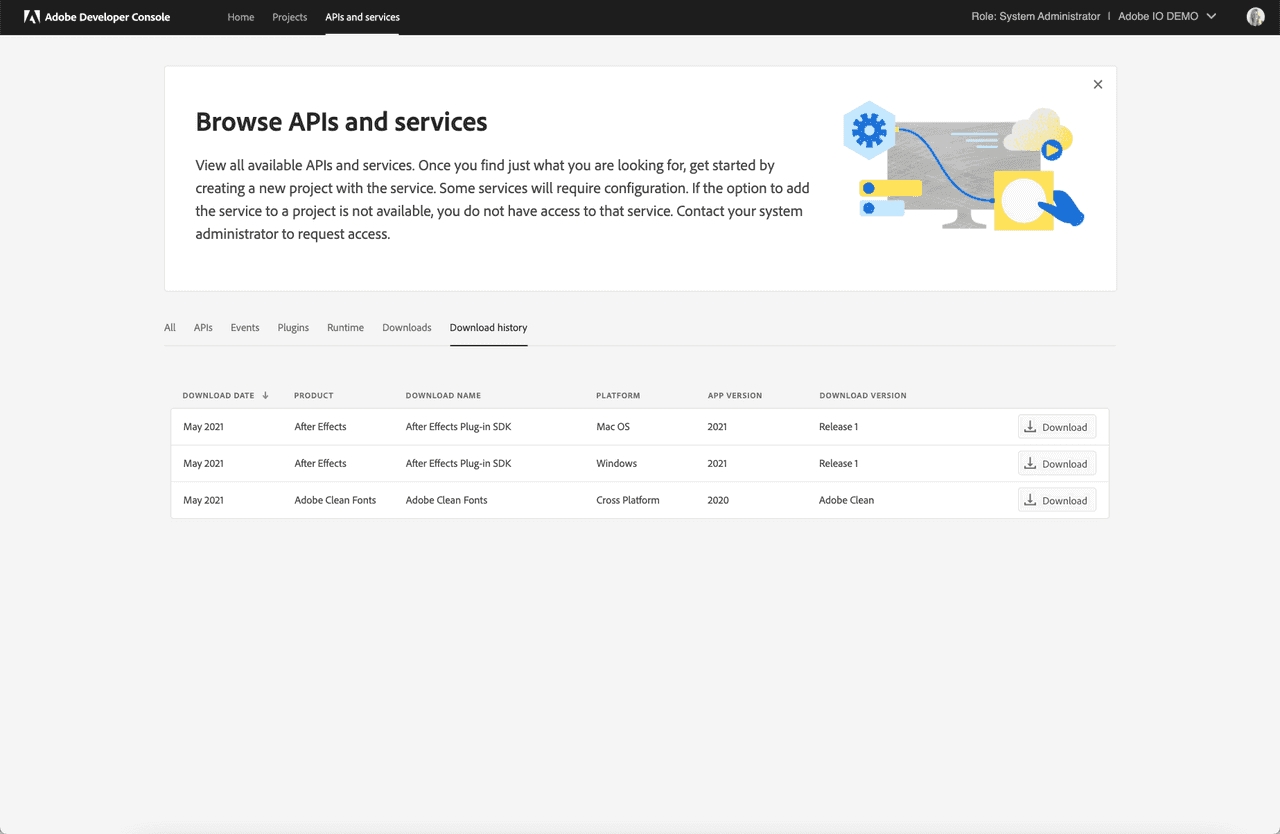 Adobe Developer Console Home Projects APIs and services Role: System Administrator | Adobe IO DEMO
Browse APIs and services
View all available APIs and services. Once you find just what you are looking for, get started by
creating a new project with the service. Some services will require configuration. If the option to add
the service to a project is not available, you do not have access to that service. Contact your system
administrator to request access.
All APIs Events Plugins Runtime Downloads Download history
DOWNLOAD DATE PRODUCT DOWNLOAD NAME PLATFORM APP VERSION DOWNLOAD VERSION
May 2021 After Effects After Effects Plug-in SDK Mac OS 2021 Release 1 Download
May 2021 After Effects After Effects Plug-in SDK Windows 2021 Release 1 Download
May 2021 Adobe Clean Fonts Adobe Clean Fonts Cross Platform 2020 Adobe Clean Download